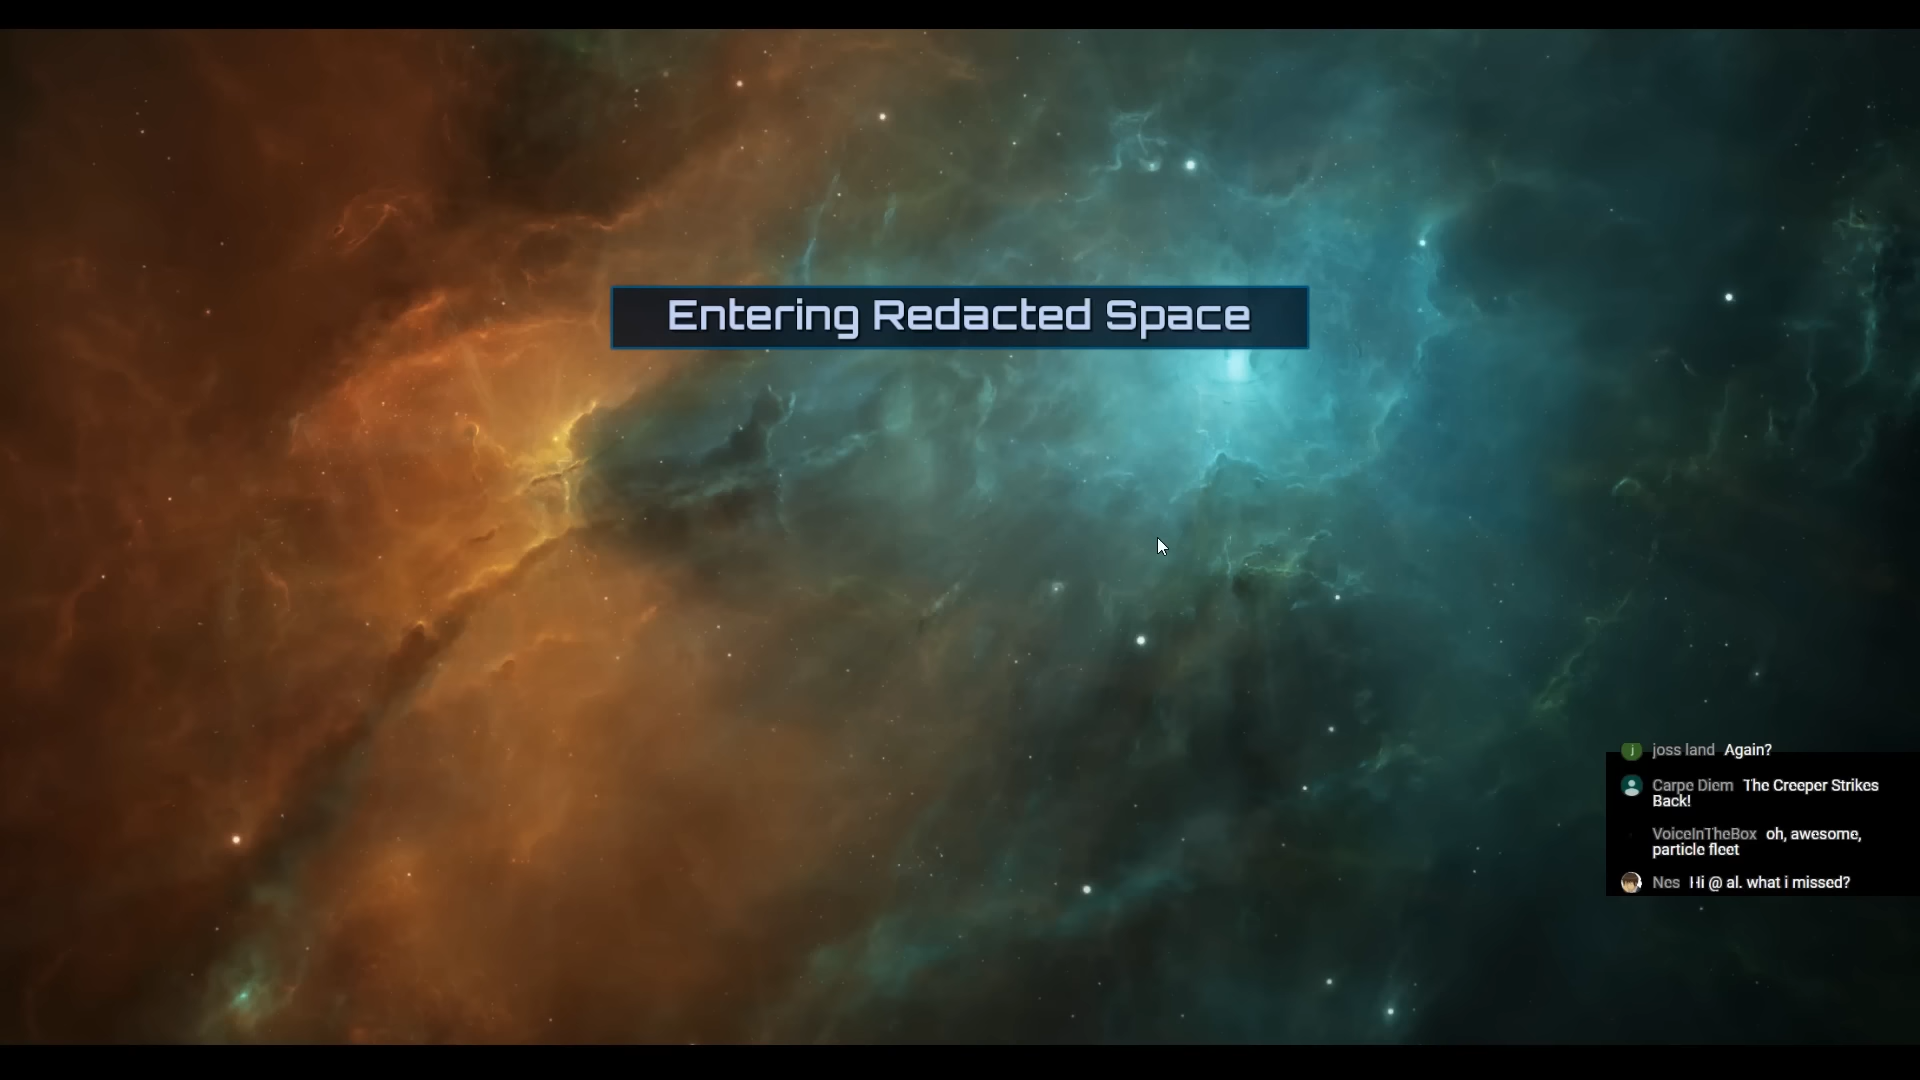 Entering Redacted Space
j joss land Again?
Carpe Diem The Creeper Strikes
Back!
VoiceInTheBox oh, awesome,
particle fleet
Nes Hi @ al. what i missed?